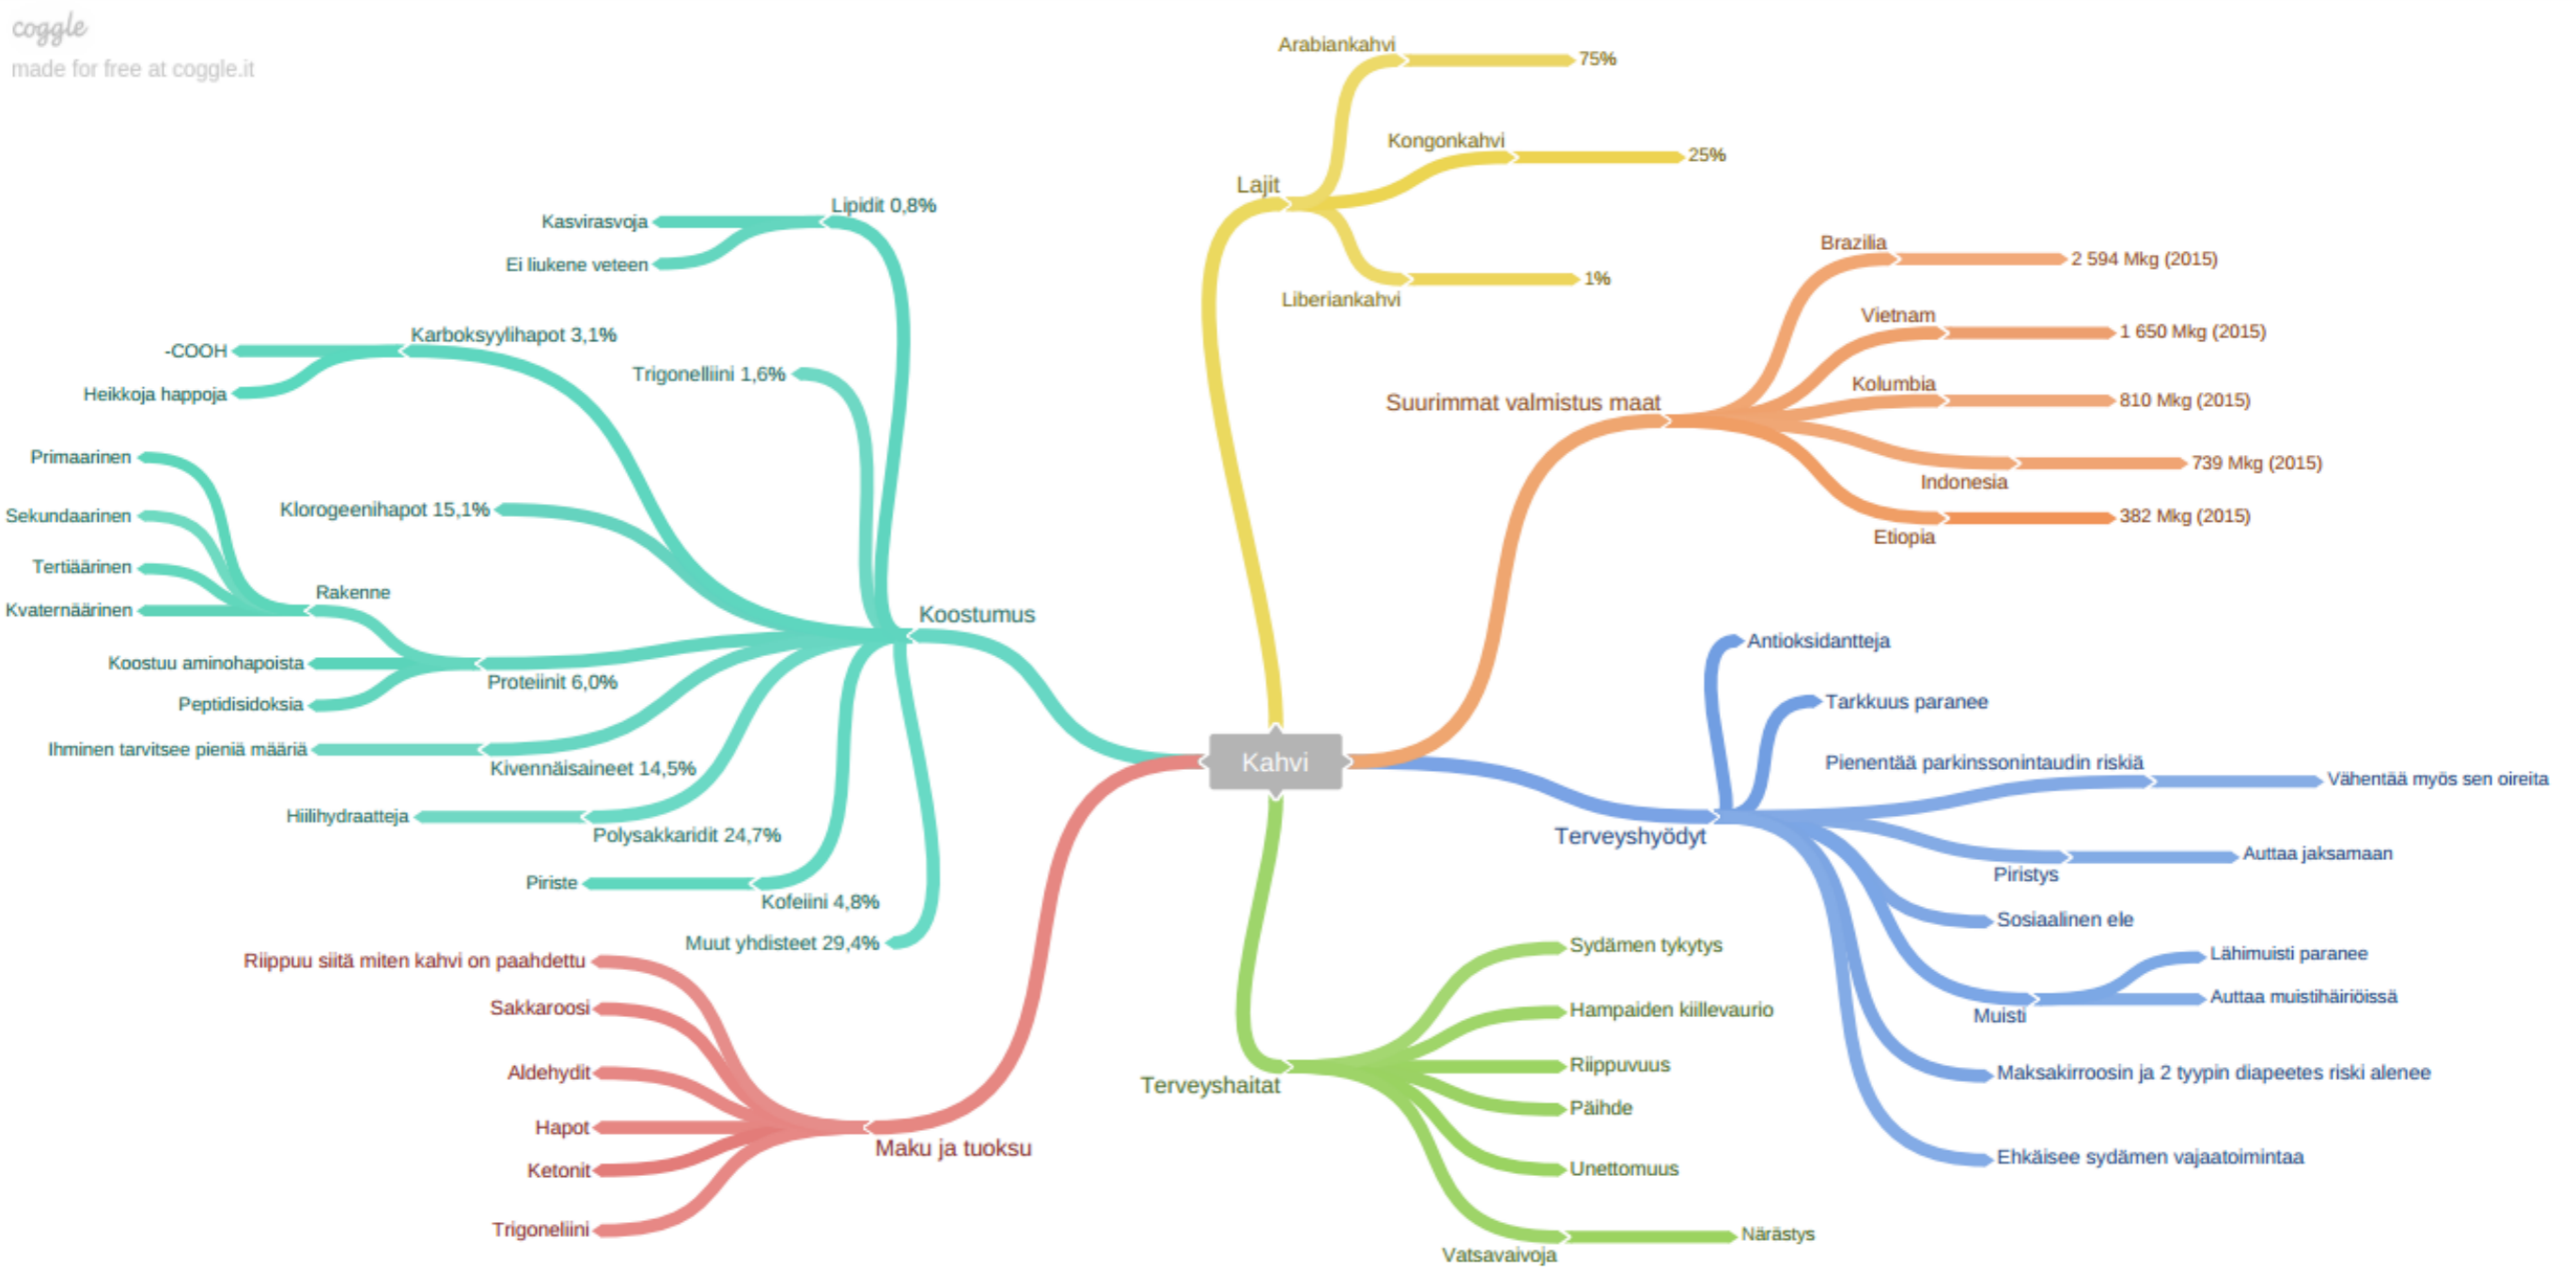 coggle
made for free at coggle.it
Kahvi
Lajit
Arabiankahvi
75%
Kongonkahvi
25%
Liberiankahvi
1%
Suurimmat valmistus maat
Brazilia
2 594 Mkg (2015)
Vietnam
1 650 Mkg (2015)
Kolumbia
810 Mkg (2015)
Indonesia
739 Mkg (2015)
Etiopia
382 Mkg (2015)
Terveyshyödyt
Antioksidantteja
Tarkkuus paranee
Pienentää parkinssonintaudin riskiä
Vähentää myös sen oireita
Piristys
Auttaa jaksamaan
Sosiaalinen ele
Muisti
Lähimuisti paranee
Auttaa muistihäiriöissä
Maksakirroosin ja 2 tyypin diapeetes riski alenee
Ehkäisee sydämen vajaatoimintaa
Terveyshaitat
Sydämen tykytys
Hampaiden kiillevaurio
Riippuvuus
Päihde
Unettomuus
Vatsavaivoja
Närästys
Koostumus
Lipidit 0,8%
Kasvirasvoja
Ei liukene veteen
Trigonelliini 1,6%
Karboksyylihapot 3,1%
-COOH
Heikkoja happoja
Klorogeenihapot 15,1%
Proteiinit 6,0%
Rakenne
Primaarinen
Sekundaarinen
Tertiäärinen
Kvaternäärinen
Koostuu aminohapoista
Peptidisidoksia
Kivennäisaineet 14,5%
Ihminen tarvitsee pieniä määriä
Polysakkaridit 24,7%
Hiilihydraatteja
Kofeiini 4,8%
Piriste
Muut yhdisteet 29,4%
Maku ja tuoksu
Riippuu siitä miten kahvi on paahdettu
Sakkaroosi
Aldehydit
Hapot
Ketonit
Trigoneliini